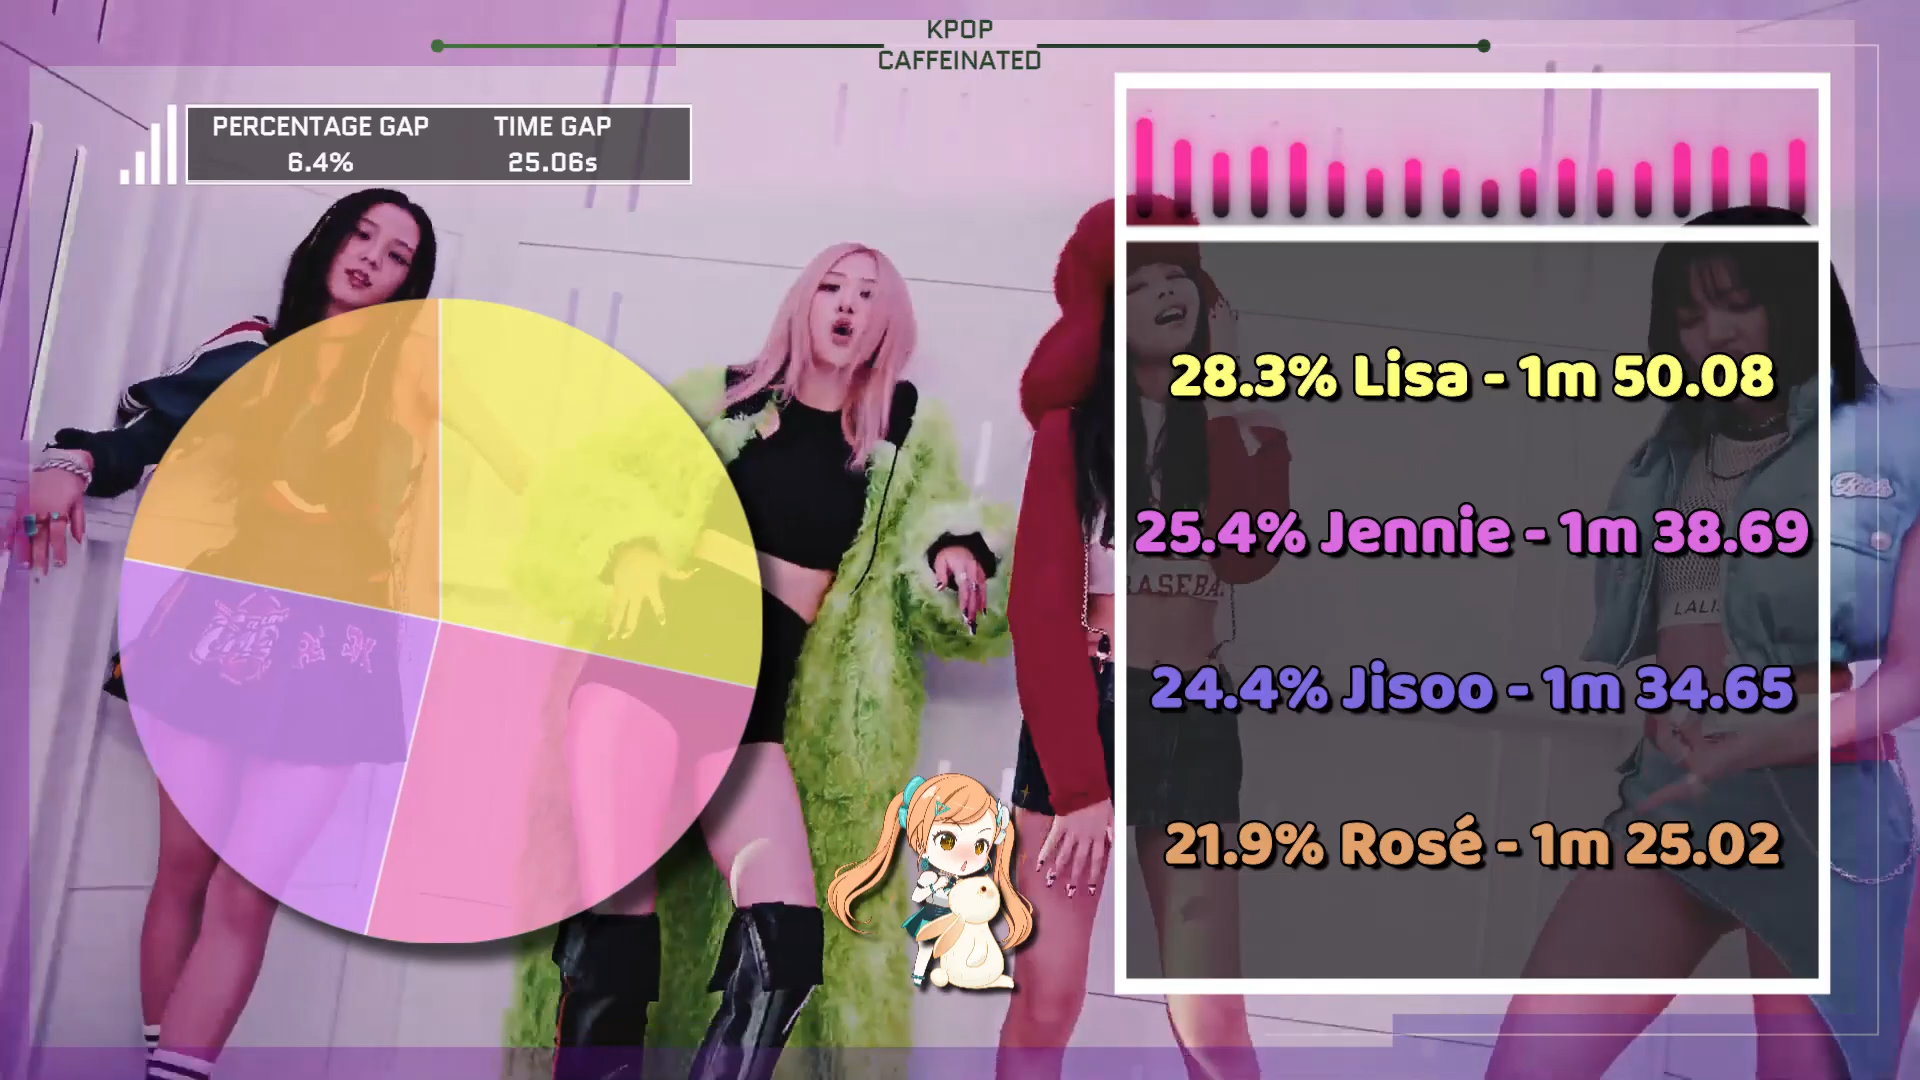 KPOP
CAFFEINATED
PERCENTAGE GAP
6.4%
TIME GAP
25.06s
28.3% Lisa - 1m 50.08
25.4% Jennie - 1m 38.69
24.4% Jisoo - 1m 34.65
21.9% Rosé - 1m 25.02
LALI